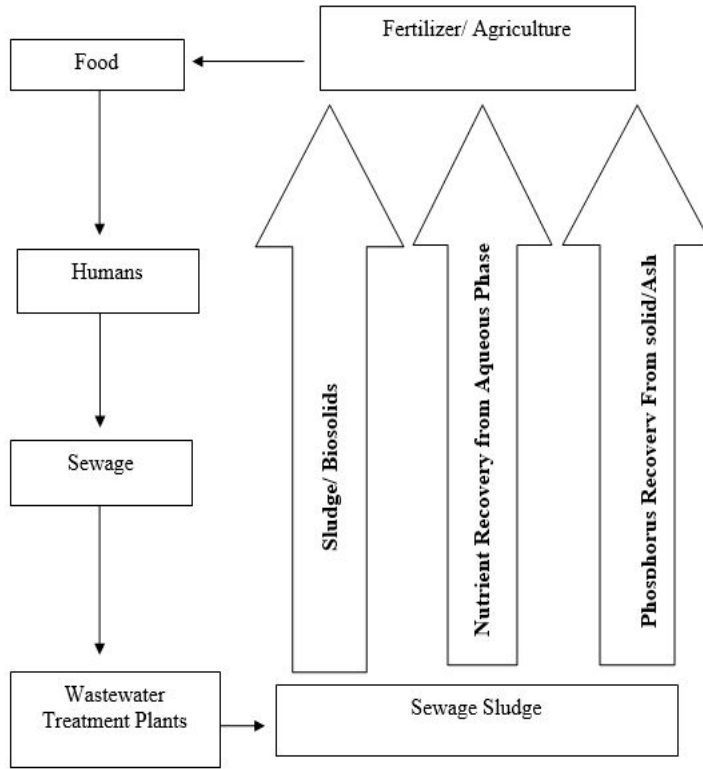 Fertilizer/ Agriculture
Food
Humans
Sewage
Wastewater
Treatment Plants
Sewage Sludge
Sludge/ Biosolids
Nutrient Recovery from Aqueous Phase
Phosphorus Recovery From solid/Ash